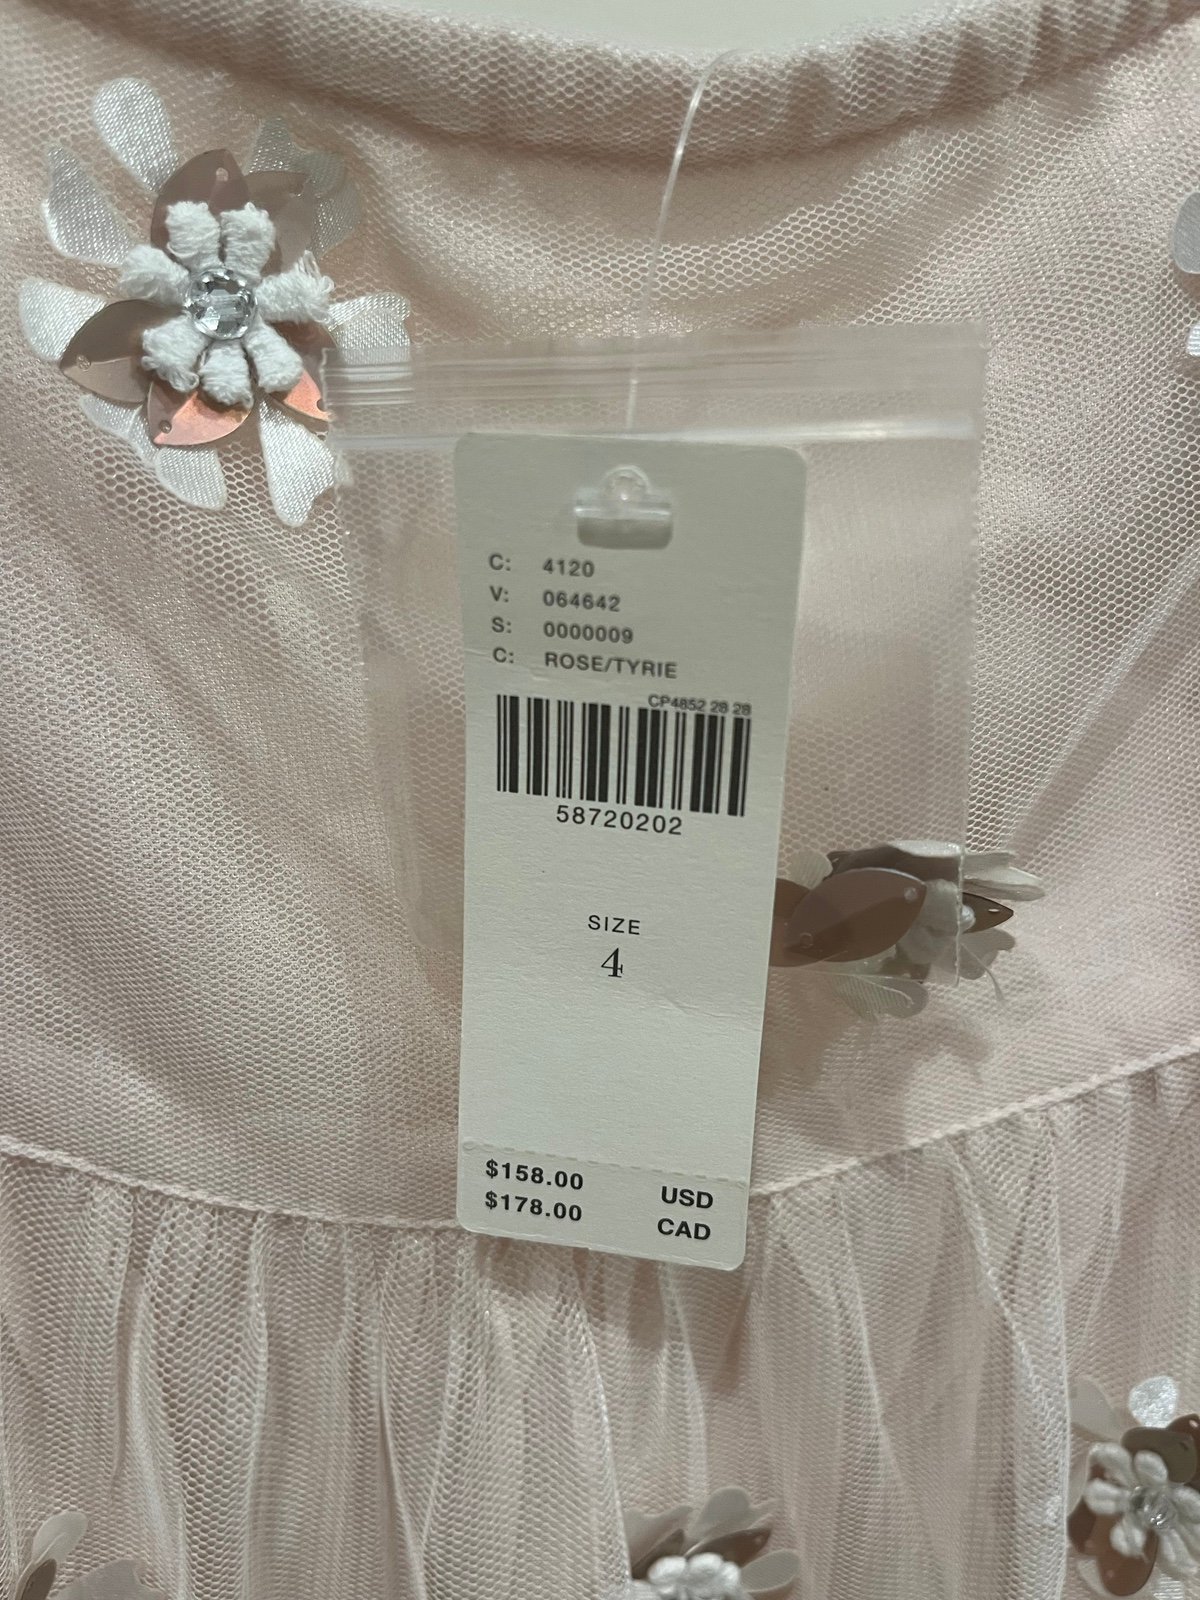 C: 4120
V: 064642
S: 0000009
C: ROSE/TYRIE
CP4852 28 28
58720202
SIZE
4
$158.00 USD
$178.00 CAD